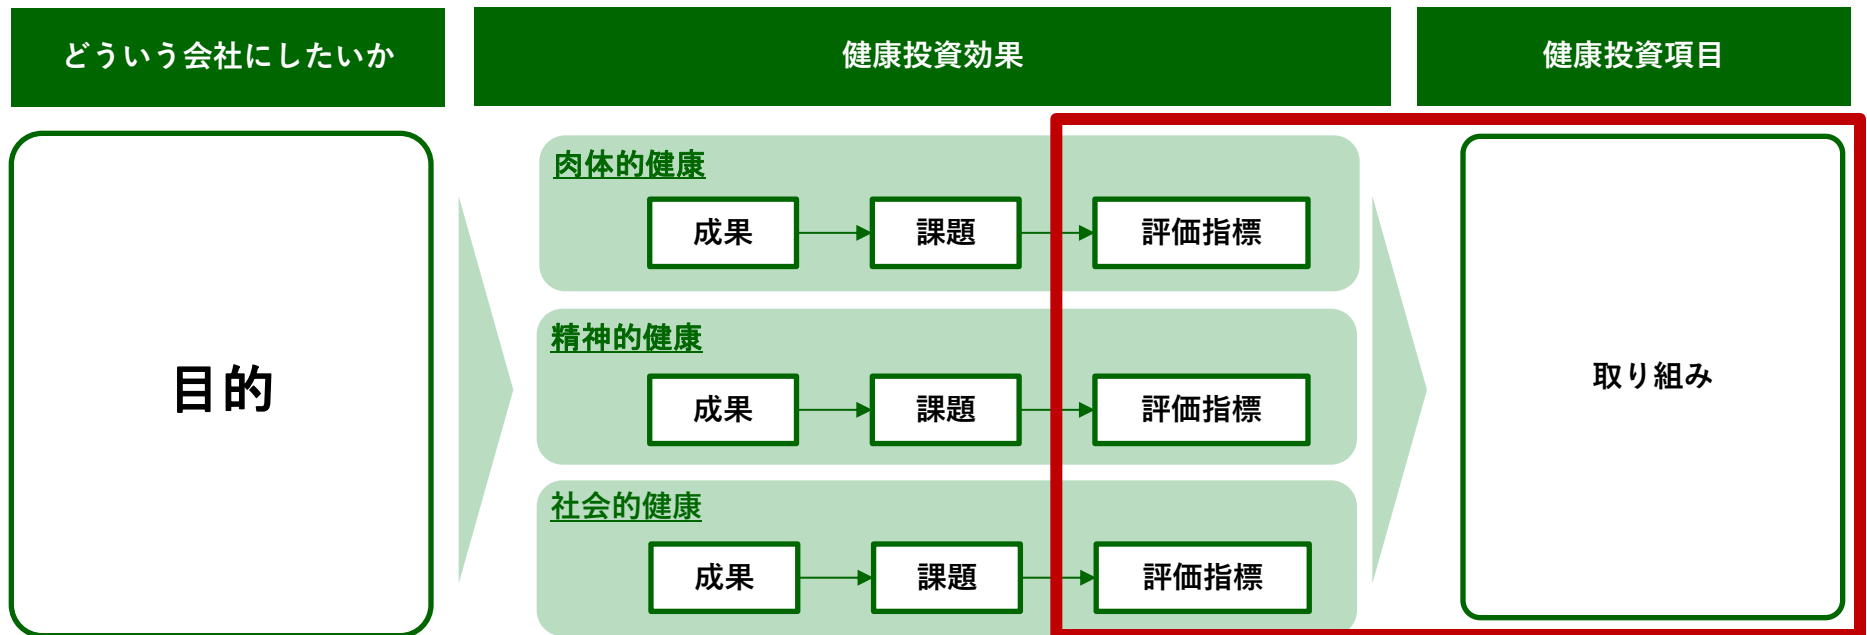 どういう会社にしたいか
健康投資効果
健康投資項目
目的
肉体的健康
成果
課題
評価指標
精神的健康
成果
課題
評価指標
社会的健康
成果
課題
評価指標
取り組み